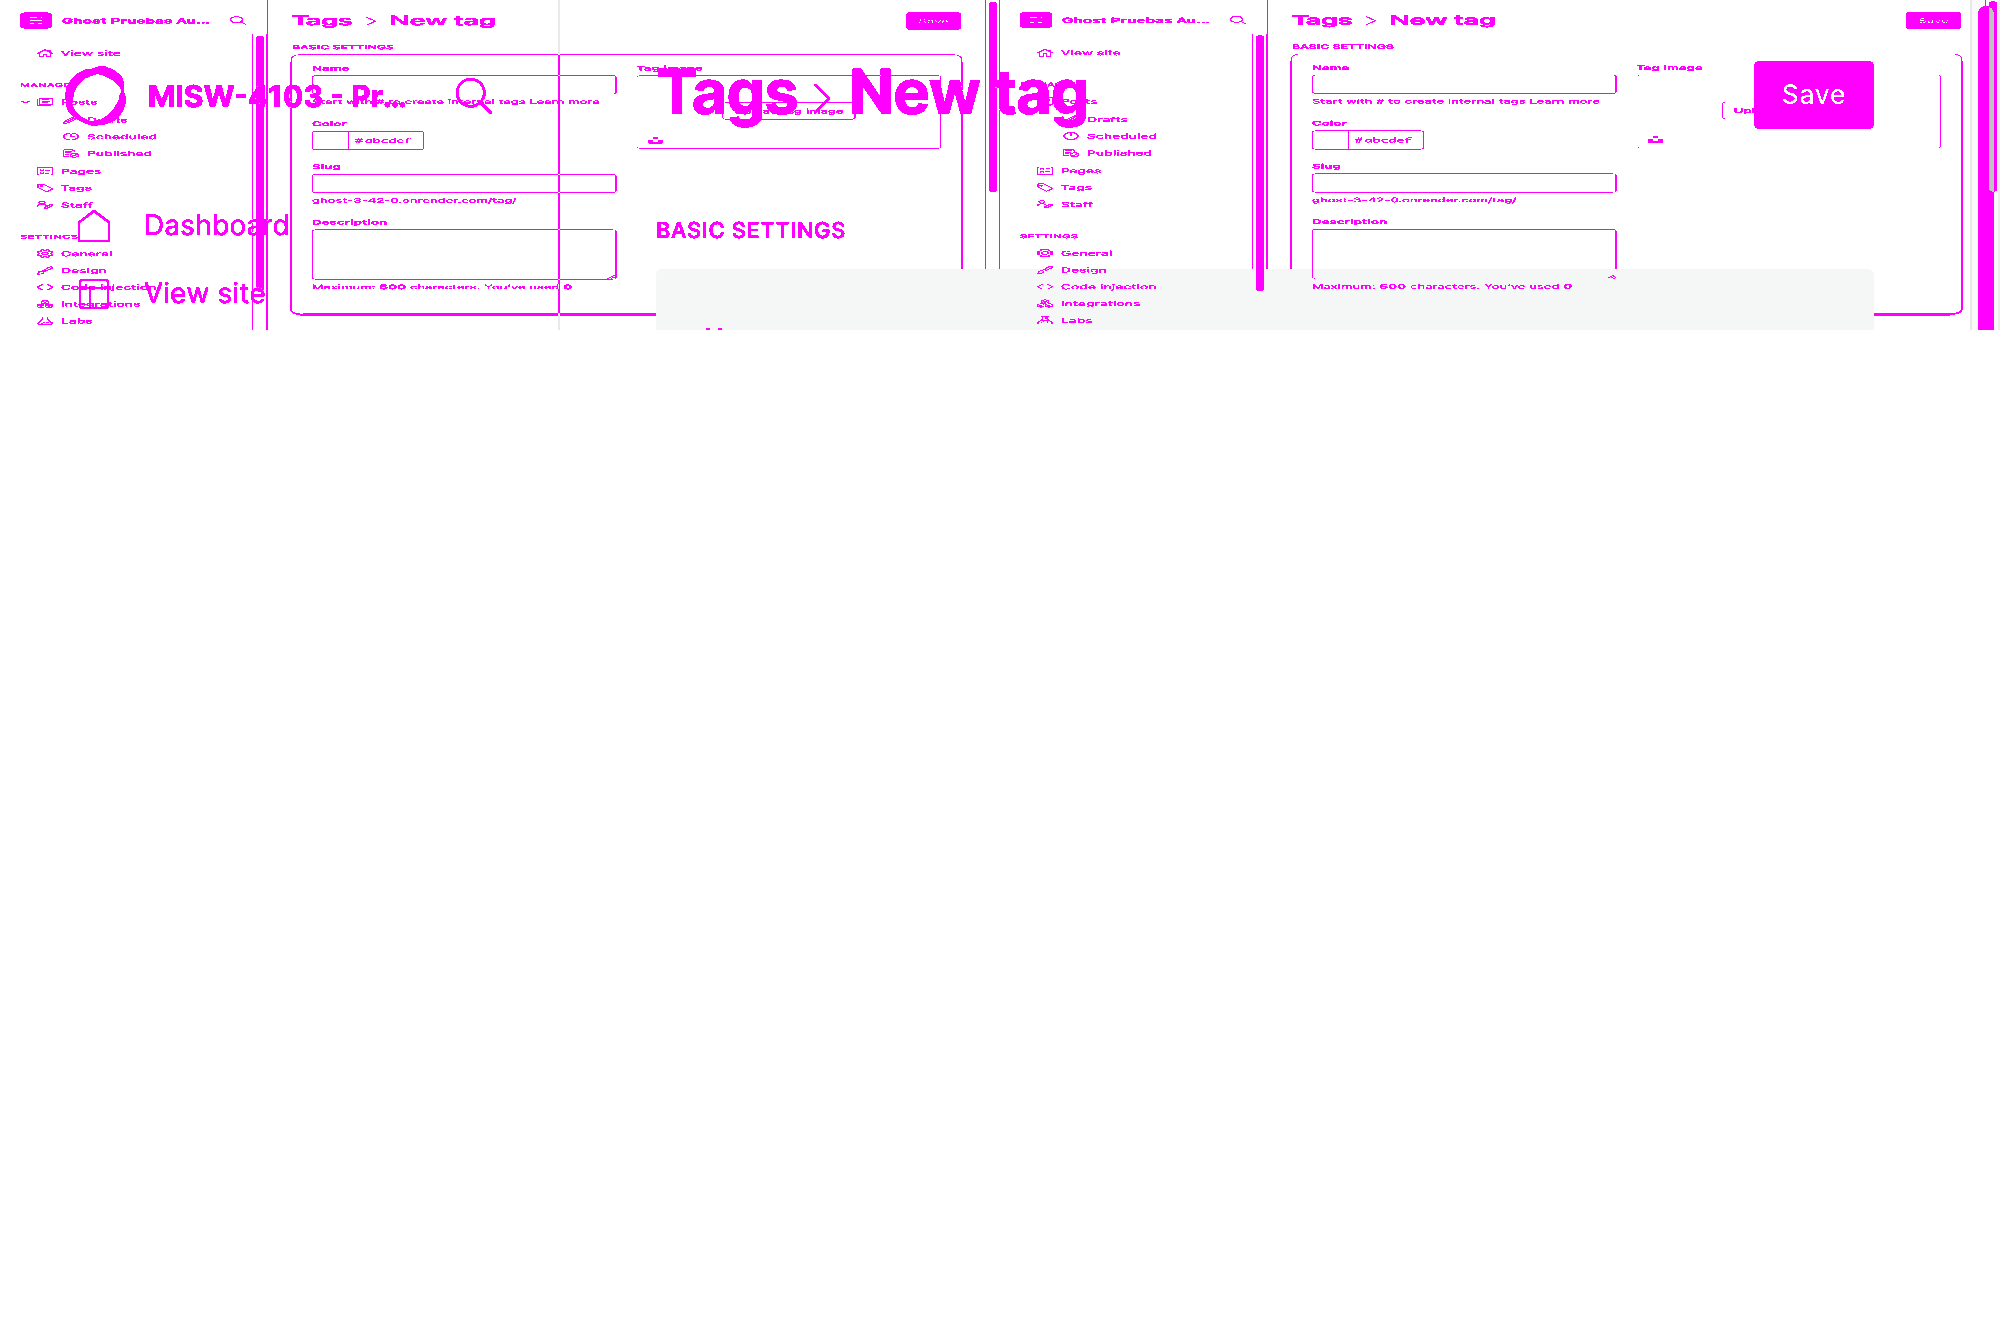 Ghost Pruebas Au...
Tags > New tag
Save
Ghost Pruebas Au...
Tags > New tag
Save
BASIC SETTINGS
BASIC SETTINGS
View site
View site
Name
Tag Image
Name
Tag Image
MISW-4103 - Pr...
Tags > New tag
Save
Posts
Start with # to create internal tags Learn more
Posts
Start with # to create internal tags Learn more
Drafts
Color
Drafts
Color
Scheduled
#abcdef
Scheduled
#abcdef
Published
Published
Pages
Slug
Pages
Slug
Tags
Tags
Staff
ghost-3-42-0.onrender.com/tag/
Staff
ghost-3-42-0.onrender.com/tag/
Dashboard
Description
Description
SETTINGS
BASIC SETTINGS
SETTINGS
General
General
Design
Design
Code Injection
Maximum: 500 characters. You've used 0
Code Injection
Maximum: 500 characters. You've used 0
View site
Integrations
Integrations
Labs
Labs